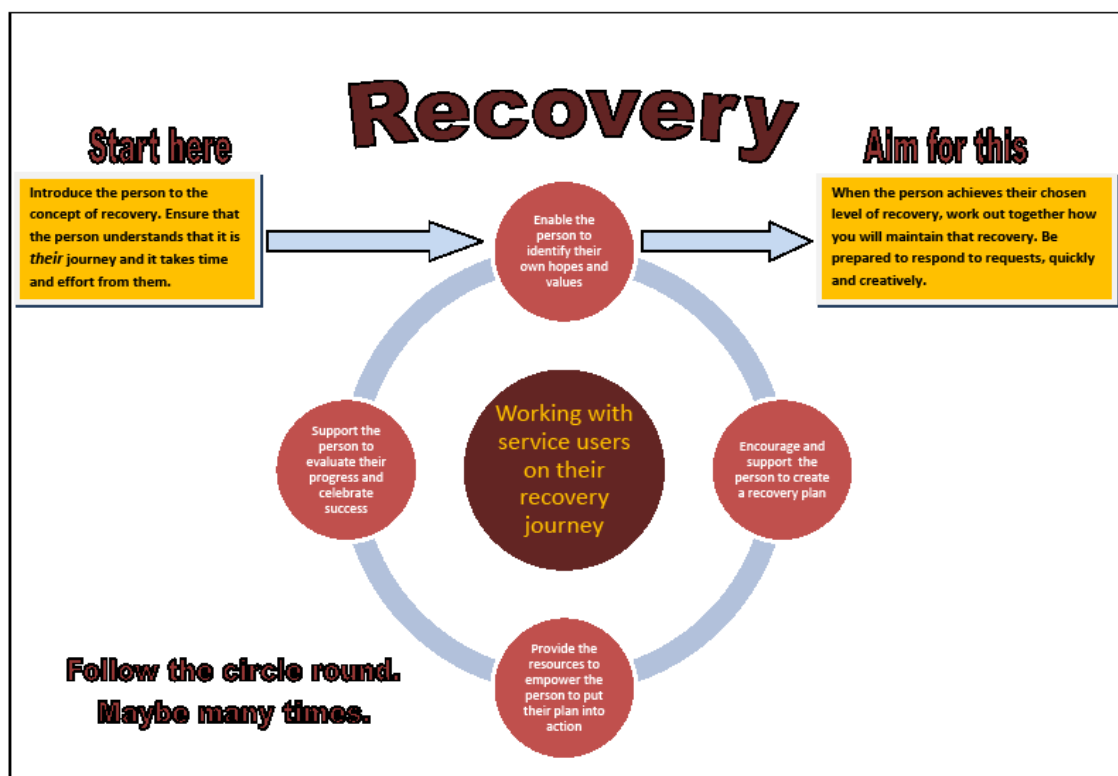 Recovery
Start here
Introduce the person to the
concept of recovery. Ensure that
the person understands that it is
their journey and it takes time
and effort from them.
Aim for this
When the person achieves their chosen
level of recovery, work out together how
you will maintain that recovery. Be
prepared to respond to requests, quickly
and creatively.
Enable the
person to
identify their
own hopes and
values
Encourage and
support the
person to create
a recovery plan
Provide the
resources to
empower the
person to put
their plan into
action
Support the
person to
evaluate their
progress and
celebrate
success
Working with
service users
on their
recovery
journey
Follow the circle round.
Maybe many times.